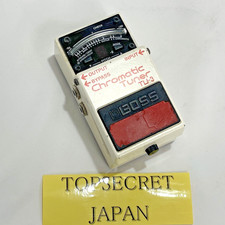 OUTPUT
BYPASS
INPUT
Chromatic
Tuner
TU-3
BOSS
TOPSECRET
JAPAN